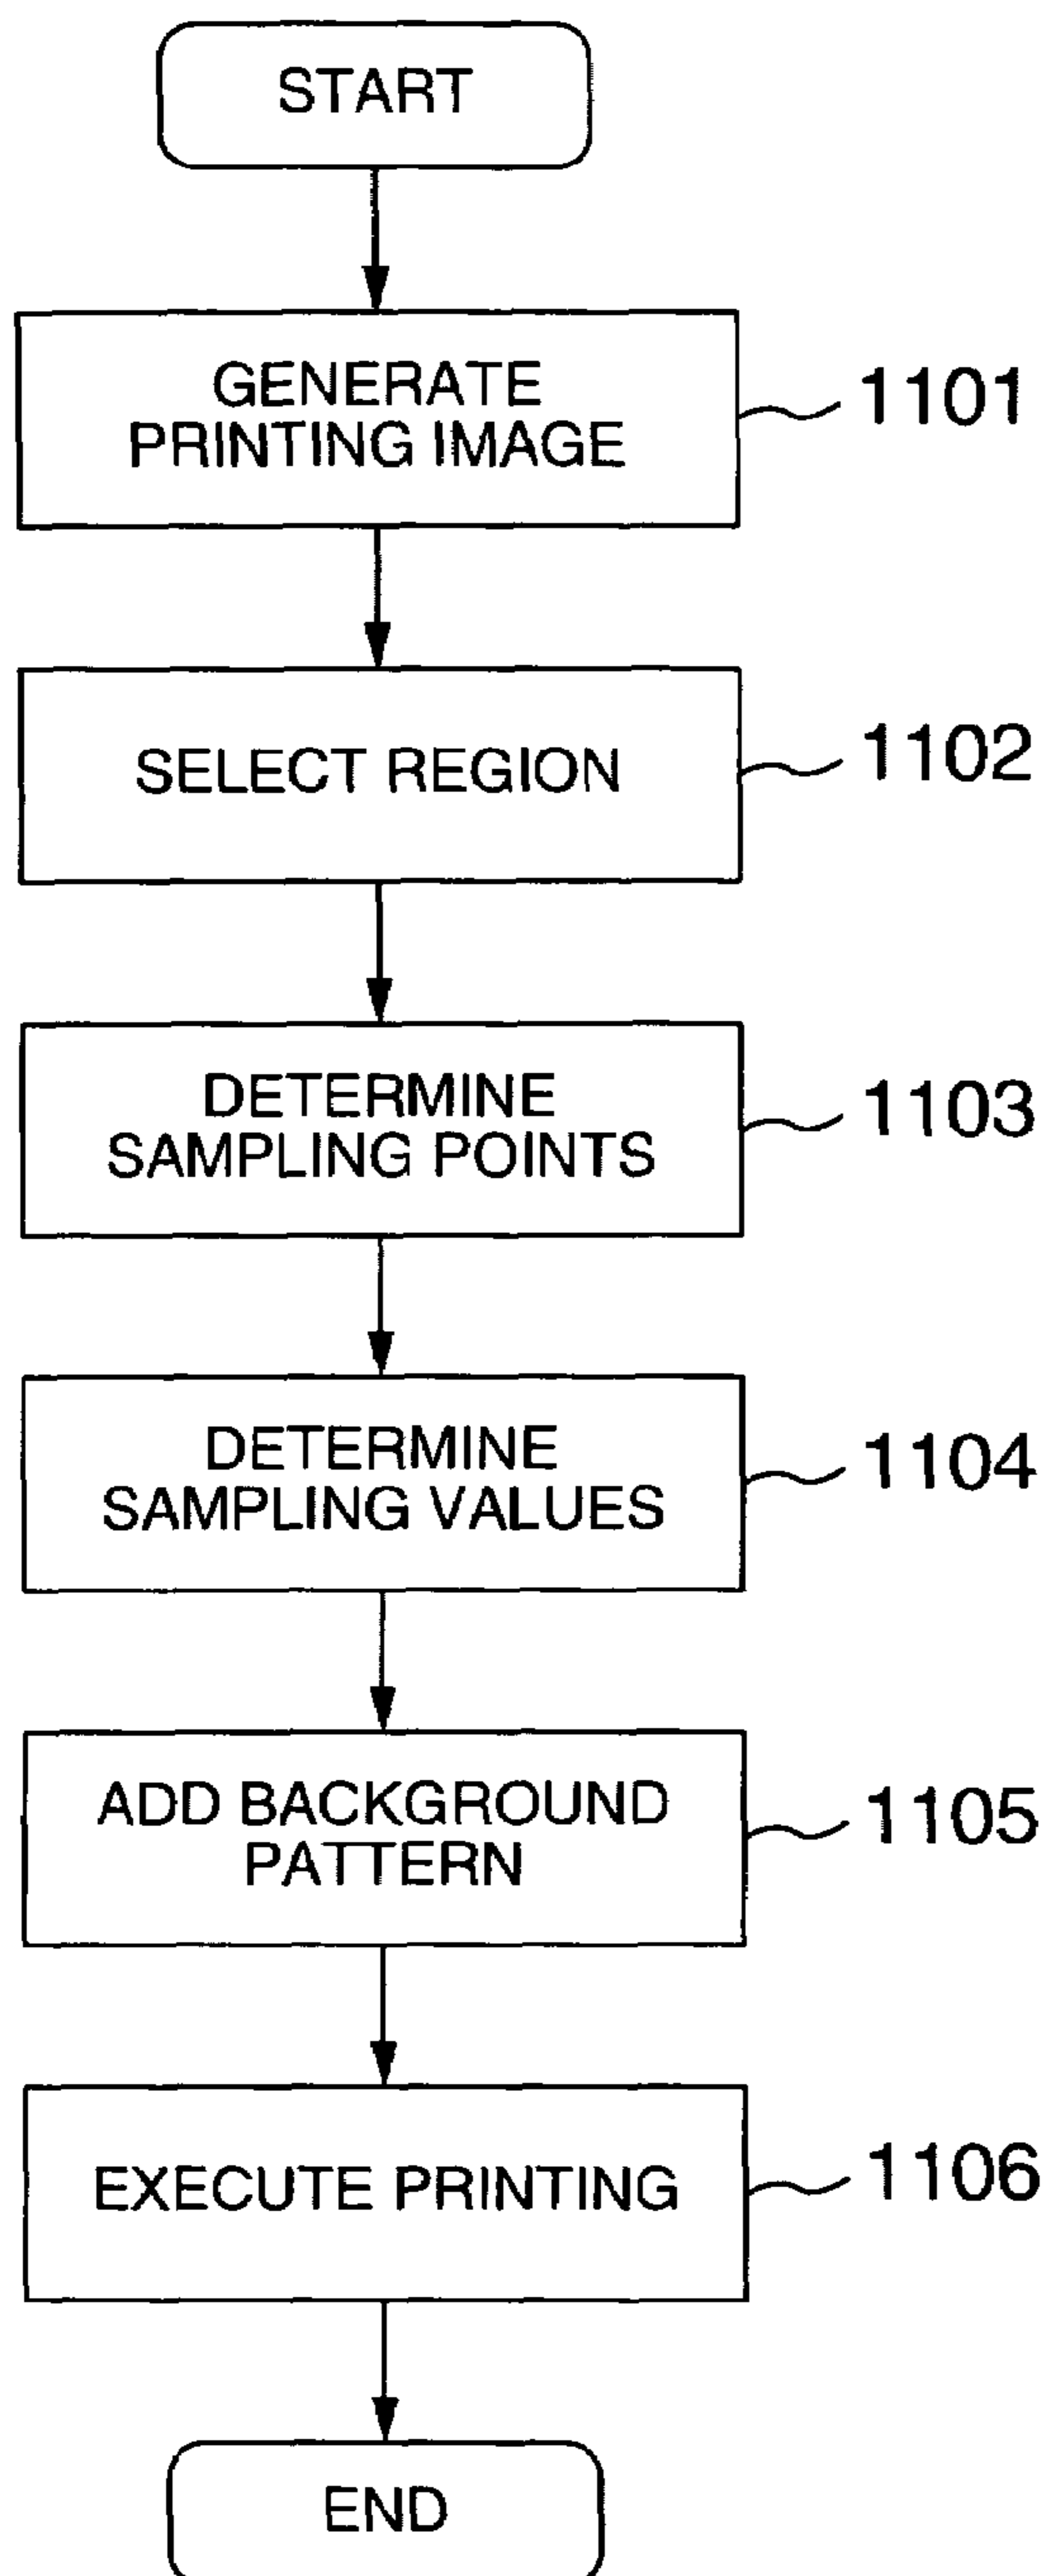 START
GENERATE
PRINTING IMAGE
1101
SELECT REGION
1102
DETERMINE
SAMPLING POINTS
1103
DETERMINE
SAMPLING VALUES
1104
ADD BACKGROUND
PATTERN
1105
EXECUTE PRINTING
1106
END